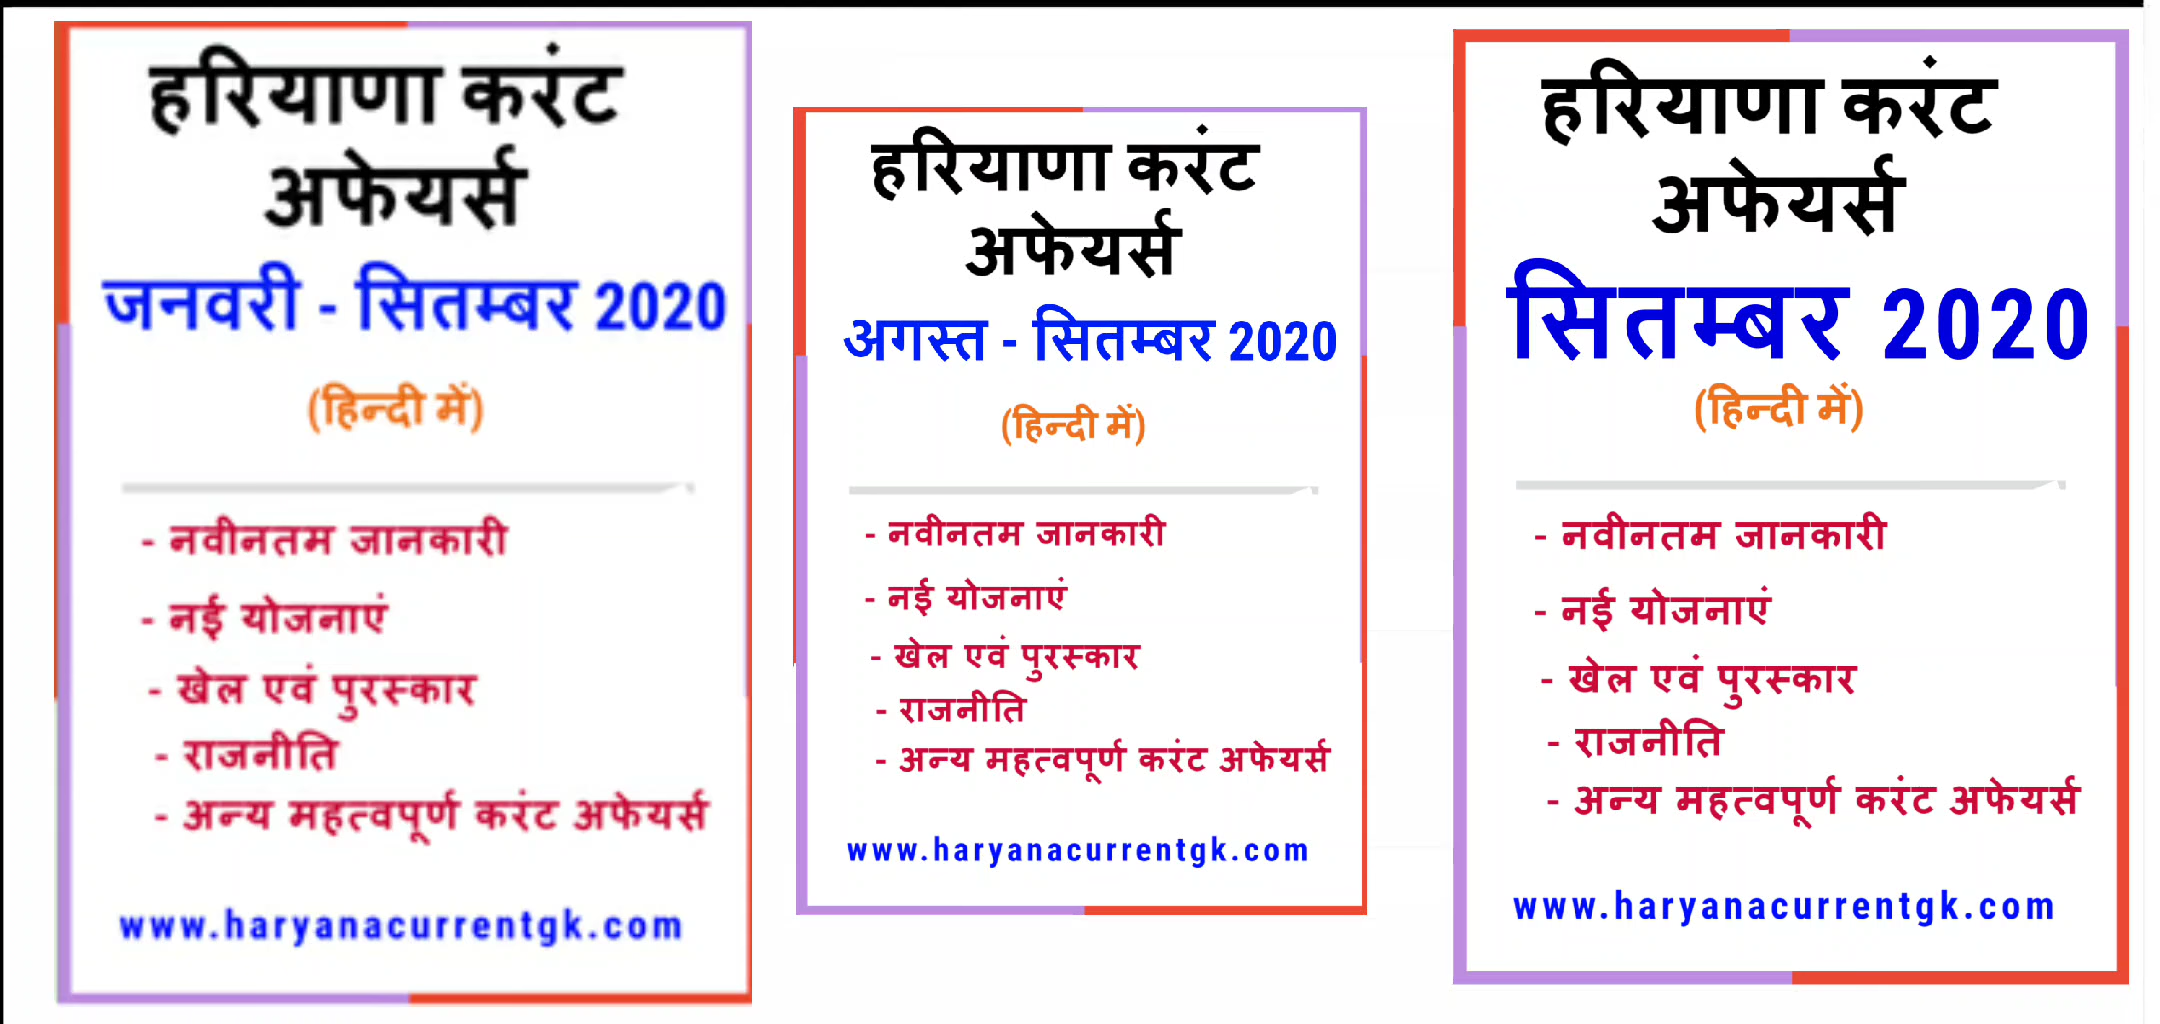 हरियाणा करंट
अफेयर्स
जनवरी - सितम्बर 2020
(हिन्दी में)
- नवीनतम जानकारी
- नई योजनाएं
- खेल एवं पुरस्कार
- राजनीति
- अन्य महत्वपूर्ण करंट अफेयर्स
www.haryanacurrentgk.com
हरियाणा करंट
अफेयर्स
अगस्त - सितम्बर 2020
(हिन्दी में)
- नवीनतम जानकारी
- नई योजनाएं
- खेल एवं पुरस्कार
- राजनीति
- अन्य महत्वपूर्ण करंट अफेयर्स
www.haryanacurrentgk.com
हरियाणा करंट
अफेयर्स
सितम्बर 2020
(हिन्दी में)
- नवीनतम जानकारी
- नई योजनाएं
- खेल एवं पुरस्कार
- राजनीति
- अन्य महत्वपूर्ण करंट अफेयर्स
www.haryanacurrentgk.com